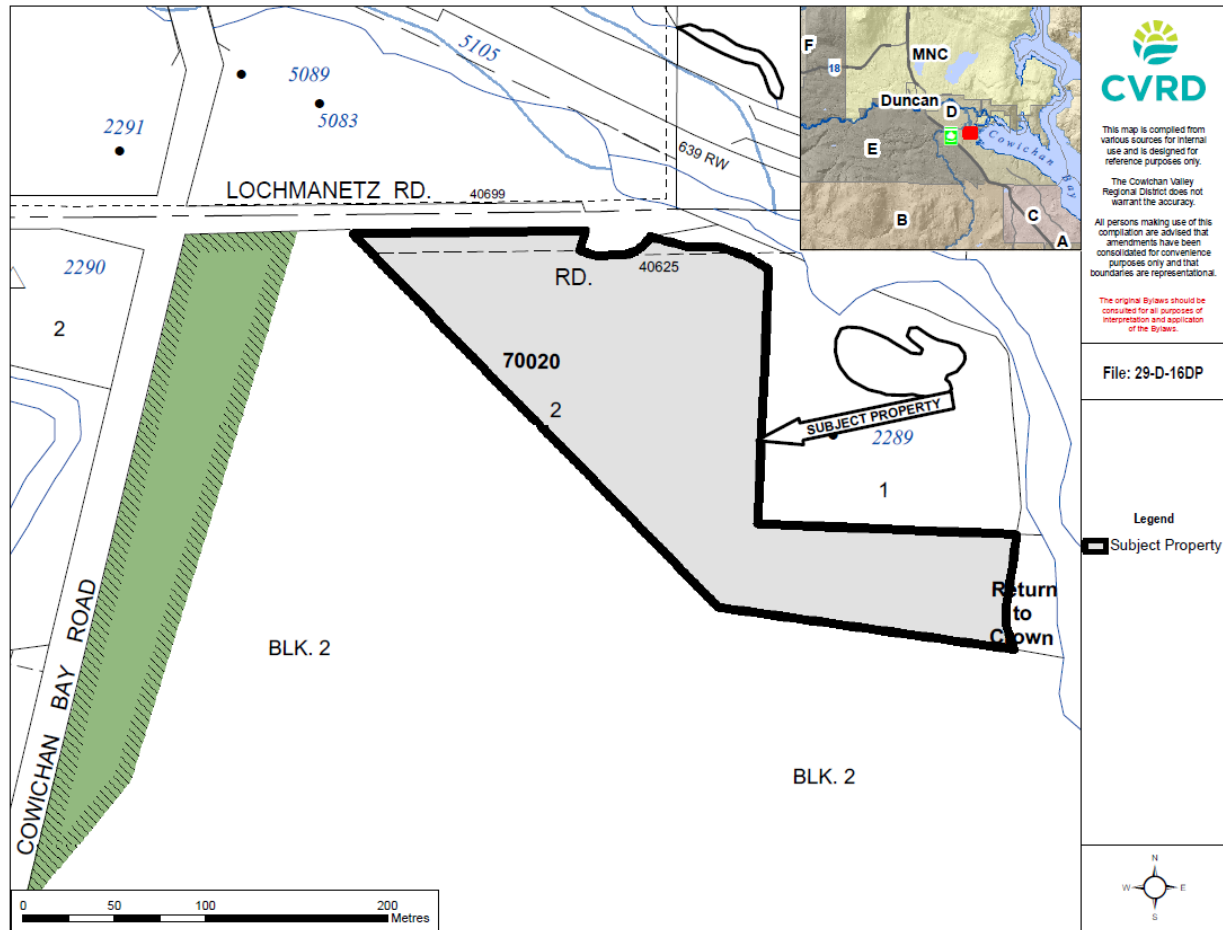 5105
5089
5083
2291
639 RW
LOCHMANETZ RD.
40699
2290
2
RD.
40625
70020
2
SUBJECT PROPERTY
2289
1
Return
to
Crown
COWICHAN BAY ROAD
BLK. 2
BLK. 2
0 50 100 200
Metres
F
18
MNC
Duncan
D
E
Cowichan Bay
B
C
A
CVRD
This map is compiled from
various sources for internal
use and is designed for
reference purposes only.
The Cowichan Valley
Regional District does not
warrant the accuracy.
All persons making use of this
compilation are advised that
amendments have been
consolidated for convenience
purposes only and that
boundaries are representational.
The original Bylaws should be
consulted for all purposes of
interpretation and application
of the Bylaws.
File: 29-D-16DP
Legend
Subject Property
N
W E
S